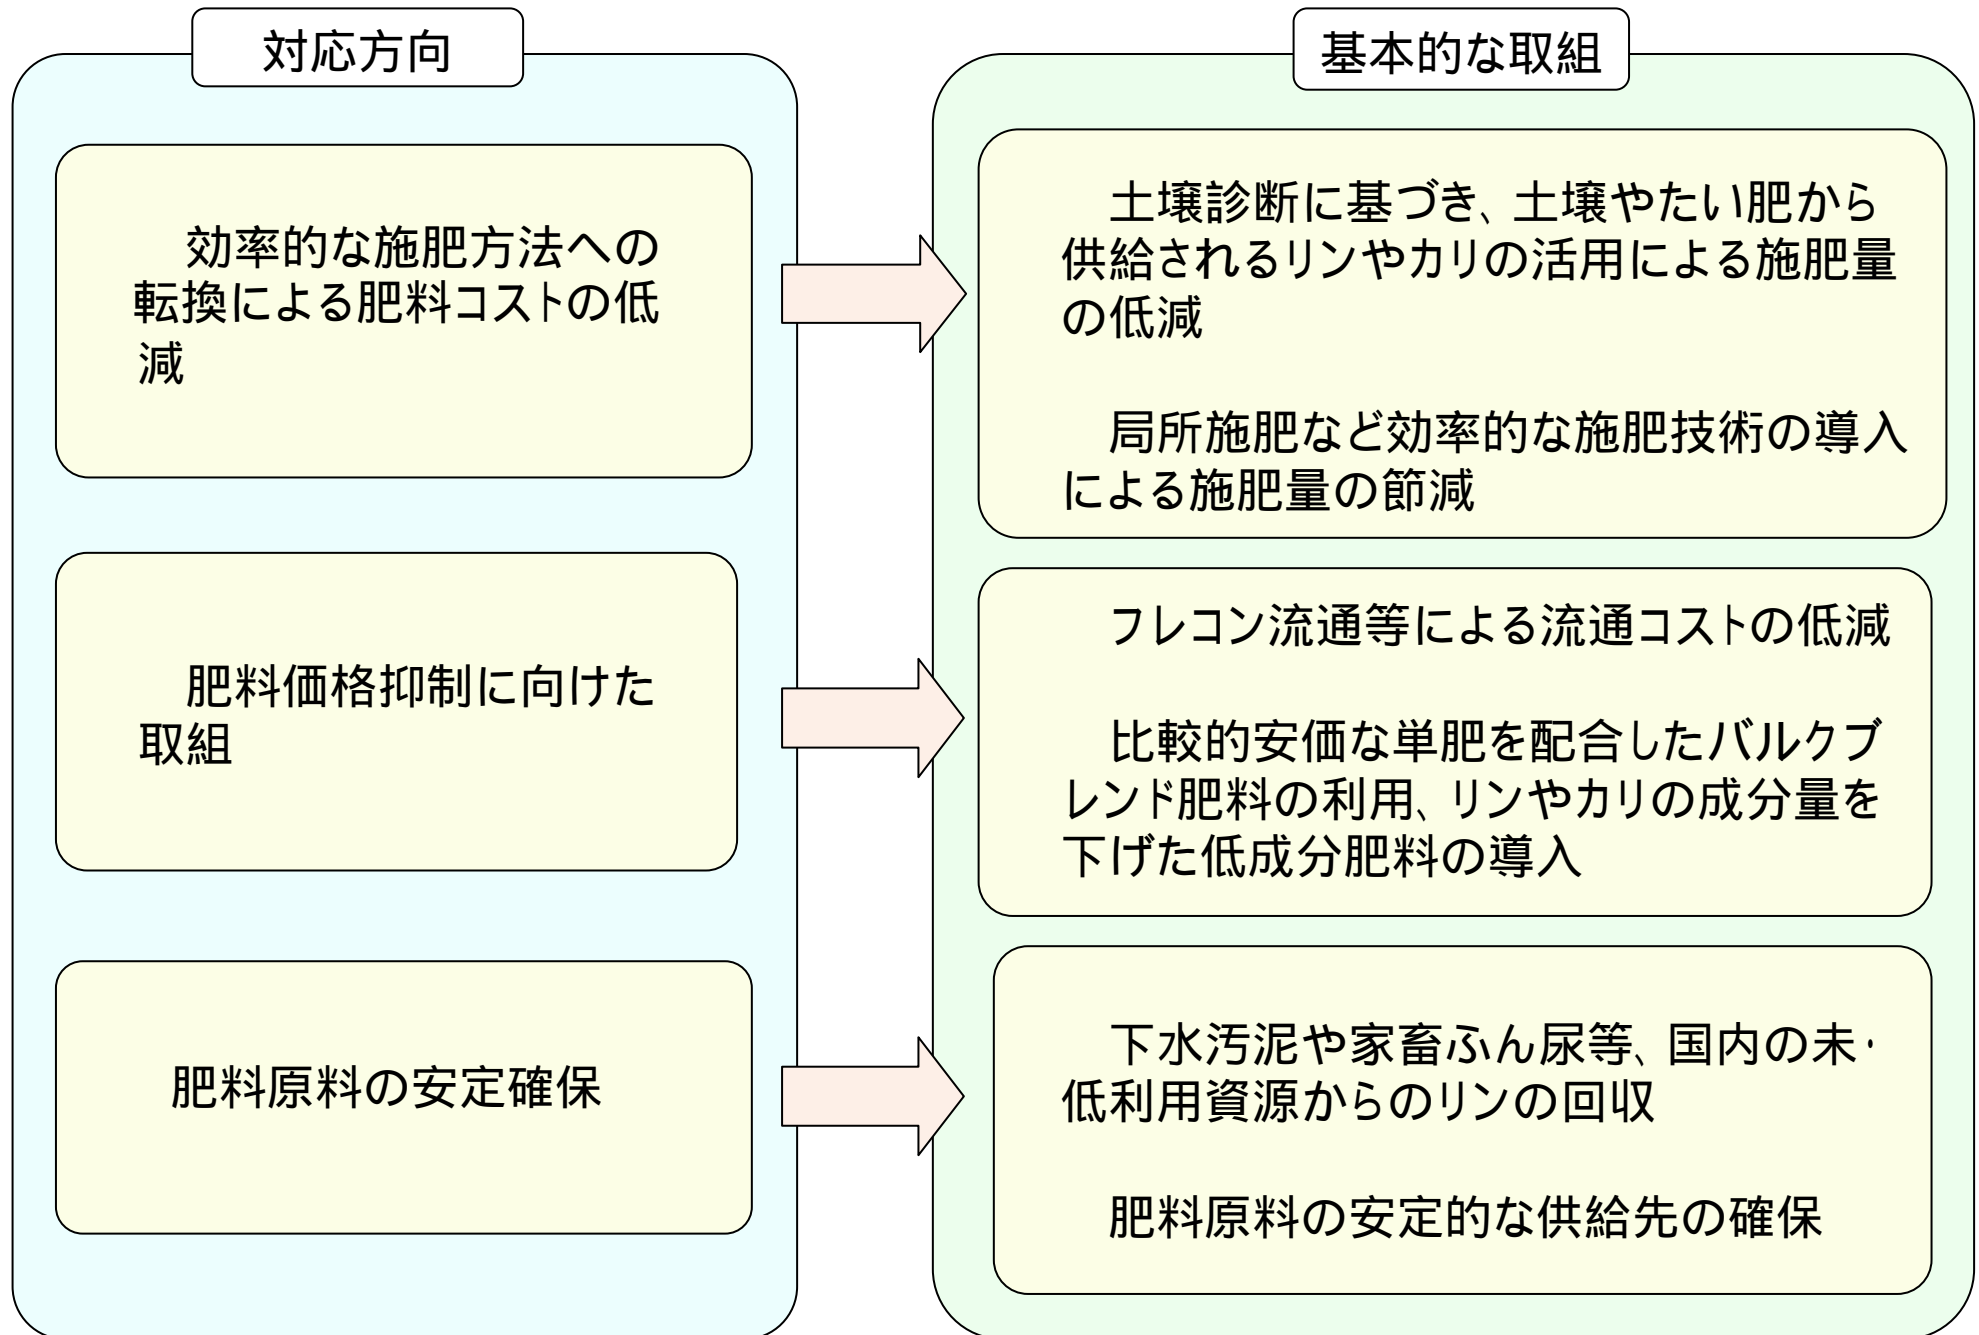 対応方向
効率的な施肥方法への
転換による肥料コストの低
減
肥料価格抑制に向けた
取組
肥料原料の安定確保
基本的な取組
土壌診断に基づき、土壌やたい肥から
供給されるリンやカリの活用による施肥量
の低減
局所施肥など効率的な施肥技術の導入
による施肥量の節減
フレコン流通等による流通コストの低減
比較的安価な単肥を配合したバルクブ
レンド肥料の利用、リンやカリの成分量を
下げた低成分肥料の導入
下水汚泥や家畜ふん尿等、国内の未・
低利用資源からのリンの回収
肥料原料の安定的な供給先の確保